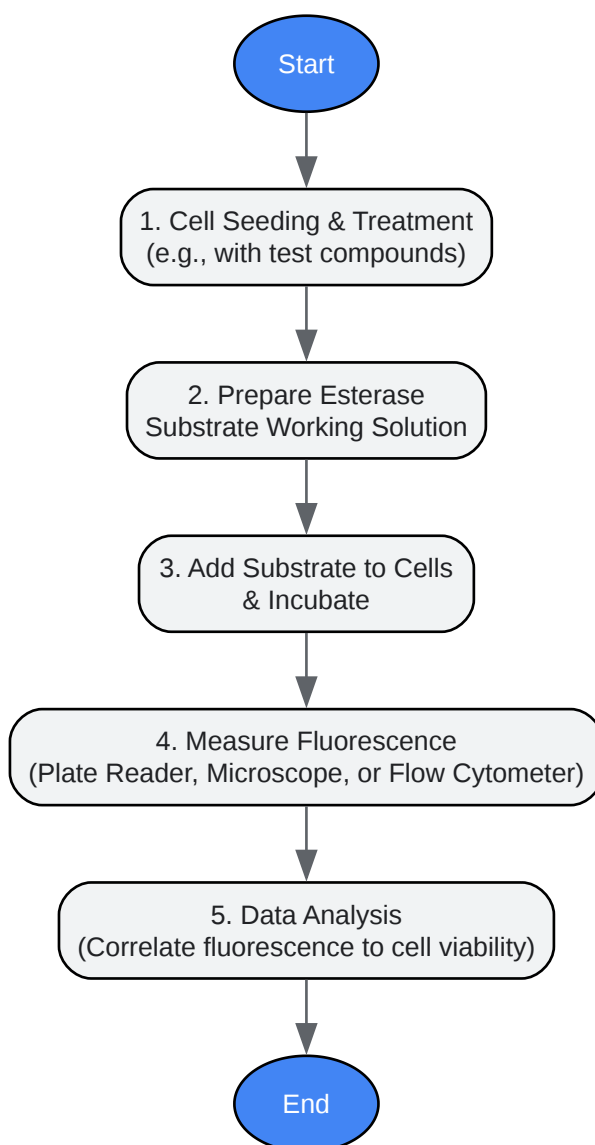 Start
1. Cell Seeding & Treatment
(e.g., with test compounds)
2. Prepare Esterase
Substrate Working Solution
3. Add Substrate to Cells
& Incubate
4. Measure Fluorescence
(Plate Reader, Microscope, or Flow Cytometer)
5. Data Analysis
(Correlate fluorescence to cell viability)
End